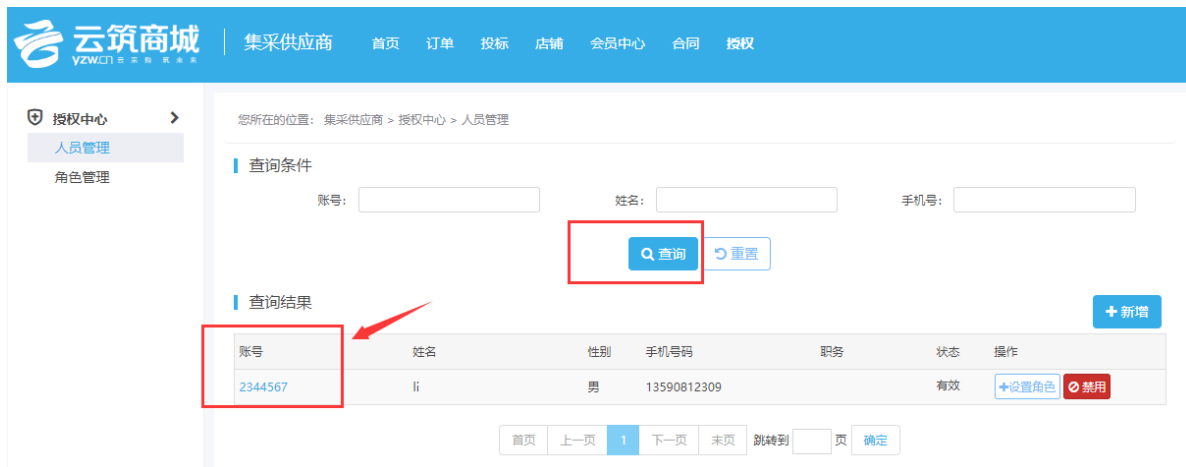 云筑商城
yzw.cn 云采购 筑未来
集采供应商 首页 订单 投标 店铺 会员中心 合同 授权
授权中心
人员管理
角色管理
您所在的位置: 集采供应商 > 授权中心 > 人员管理
查询条件
账号: 姓名: 手机号:
查询 重置
查询结果
新增
账号 姓名 性别 手机号码 职务 状态 操作
2344567 li 男 13590812309 有效 设置角色 禁用
首页 上一页 1 下一页 末页 跳转到 页 确定